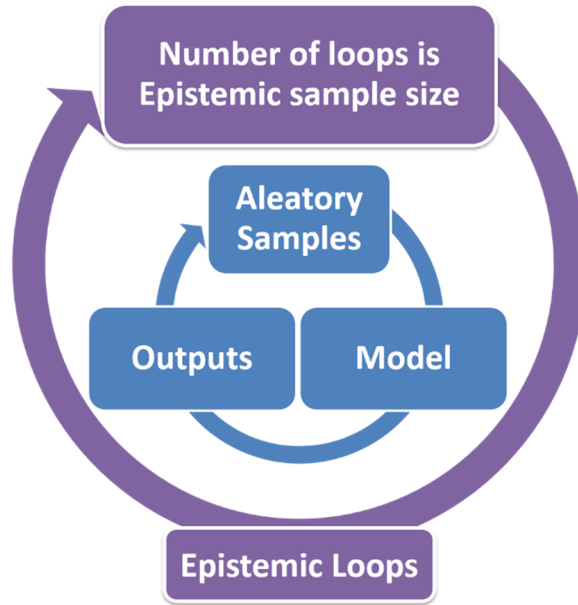 Number of loops is
Epistemic sample size
Aleatory
Samples
Outputs
Model
Epistemic Loops